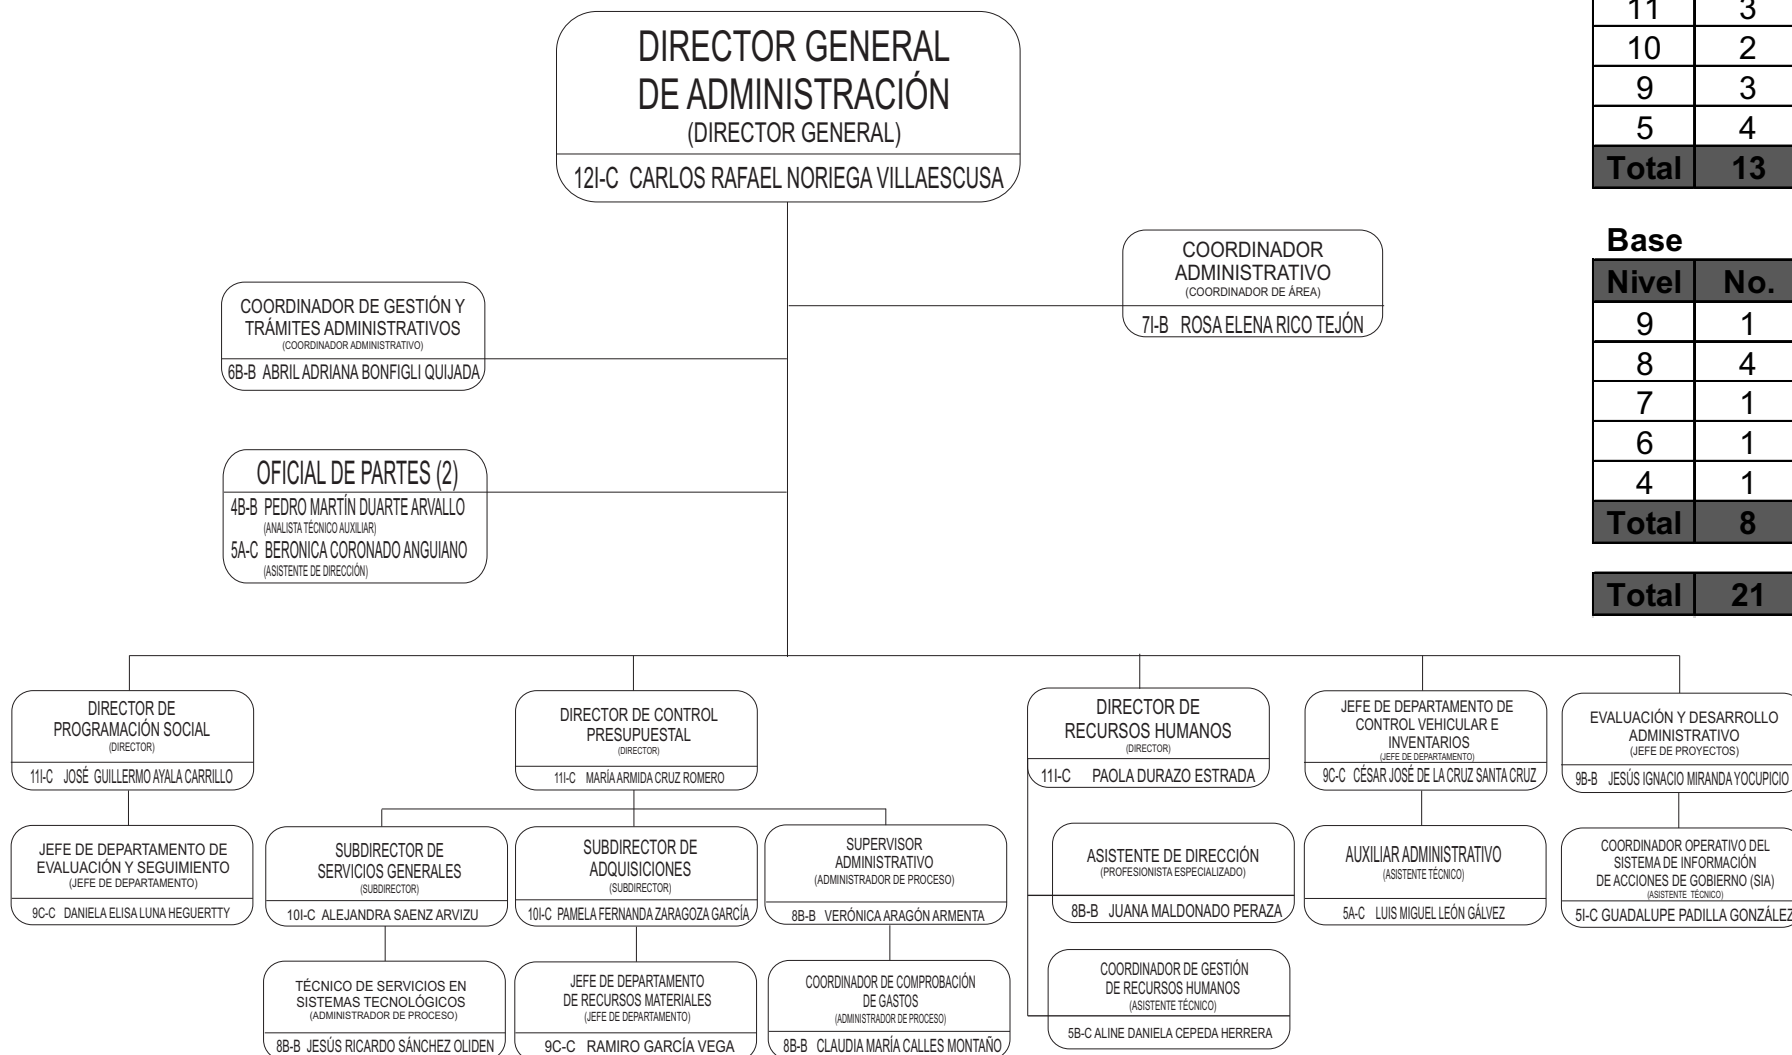 DIRECTOR GENERAL
DE ADMINISTRACIÓN
(DIRECTOR GENERAL)
12I-C CARLOS RAFAEL NORIEGA VILLAESCUSA
11 3
10 2
9 3
5 4
Total 13
Base
Nivel No.
9 1
8 4
7 1
6 1
4 1
Total 8
Total 21
COORDINADOR
ADMINISTRATIVO
(COORDINADOR DE ÁREA)
7I-B ROSA ELENA RICO TEJÓN
COORDINADOR DE GESTIÓN Y
TRÁMITES ADMINISTRATIVOS
(COORDINADOR ADMINISTRATIVO)
6B-B ABRIL ADRIANA BONFIGLI QUIJADA
OFICIAL DE PARTES (2)
4B-B PEDRO MARTÍN DUARTE ARVALLO
(ANALISTA TÉCNICO AUXILIAR)
5A-C BERONICA CORONADO ANGUIANO
(ASISTENTE DE DIRECCIÓN)
DIRECTOR DE
PROGRAMACIÓN SOCIAL
(DIRECTOR)
11I-C JOSÉ GUILLERMO AYALA CARRILLO
DIRECTOR DE CONTROL
PRESUPUESTAL
(DIRECTOR)
11I-C MARÍA ARMIDA CRUZ ROMERO
DIRECTOR DE
RECURSOS HUMANOS
(DIRECTOR)
11I-C PAOLA DURAZO ESTRADA
JEFE DE DEPARTAMENTO DE
CONTROL VEHICULAR E
INVENTARIOS
(JEFE DE DEPARTAMENTO)
9C-C CÉSAR JOSÉ DE LA CRUZ SANTA CRUZ
EVALUACIÓN Y DESARROLLO
ADMINISTRATIVO
(JEFE DE PROYECTOS)
9B-B JESÚS IGNACIO MIRANDA YOCUPICIO
JEFE DE DEPARTAMENTO DE
EVALUACIÓN Y SEGUIMIENTO
(JEFE DE DEPARTAMENTO)
9C-C DANIELA ELISA LUNA HEGUERTTY
SUBDIRECTOR DE
SERVICIOS GENERALES
(SUBDIRECTOR)
10I-C ALEJANDRA SAENZ ARVIZU
SUBDIRECTOR DE
ADQUISICIONES
(SUBDIRECTOR)
10I-C PAMELA FERNANDA ZARAGOZA GARCÍA
SUPERVISOR
ADMINISTRATIVO
(ADMINISTRADOR DE PROCESO)
8B-B VERÓNICA ARAGÓN ARMENTA
ASISTENTE DE DIRECCIÓN
(PROFESIONISTA ESPECIALIZADO)
8B-B JUANA MALDONADO PERAZA
AUXILIAR ADMINISTRATIVO
(ASISTENTE TÉCNICO)
5A-C LUIS MIGUEL LEÓN GÁLVEZ
COORDINADOR OPERATIVO DEL
SISTEMA DE INFORMACIÓN
DE ACCIONES DE GOBIERNO (SIA)
(ASISTENTE TÉCNICO)
5I-C GUADALUPE PADILLA GONZÁLEZ
TÉCNICO DE SERVICIOS EN
SISTEMAS TECNOLÓGICOS
(ADMINISTRADOR DE PROCESO)
8B-B JESÚS RICARDO SÁNCHEZ OLIDEN
JEFE DE DEPARTAMENTO
DE RECURSOS MATERIALES
(JEFE DE DEPARTAMENTO)
9C-C RAMIRO GARCÍA VEGA
COORDINADOR DE COMPROBACIÓN
DE GASTOS
(ADMINISTRADOR DE PROCESO)
8B-B CLAUDIA MARÍA CALLES MONTAÑO
COORDINADOR DE GESTIÓN
DE RECURSOS HUMANOS
(ASISTENTE TÉCNICO)
5B-C ALINE DANIELA CEPEDA HERRERA